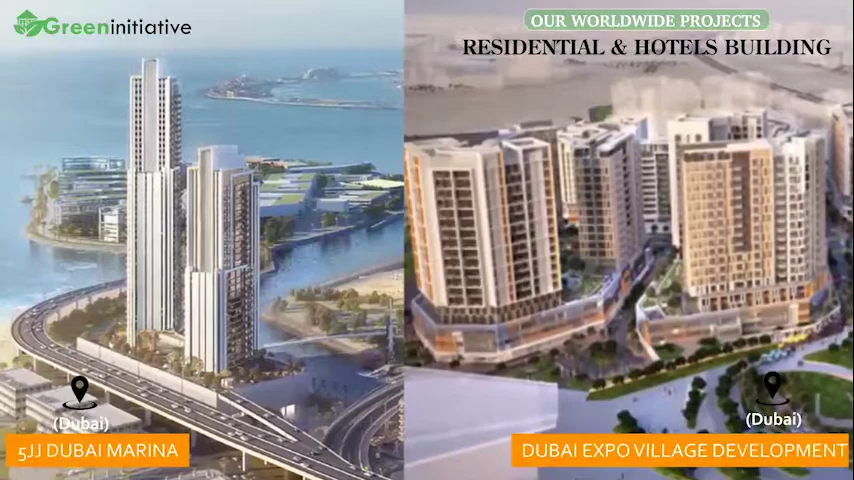 Greeninitiative
OUR WORLDWIDE PROJECTS
RESIDENTIAL & HOTELS BUILDING
(Dubai)
5JJ DUBAI MARINA
(Dubai)
DUBAI EXPO VILLAGE DEVELOPMENT